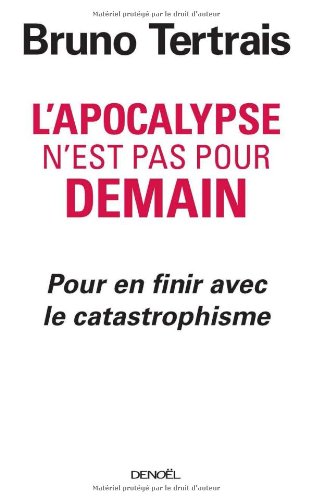 Matériel protégé par le droit d'auteur
Bruno Tertrais
L'APOCALYPSE
N'EST PAS POUR
DEMAIN
Pour en finir avec
le catastrophisme
DENOËL
Matériel protégé par le droit d'auteur